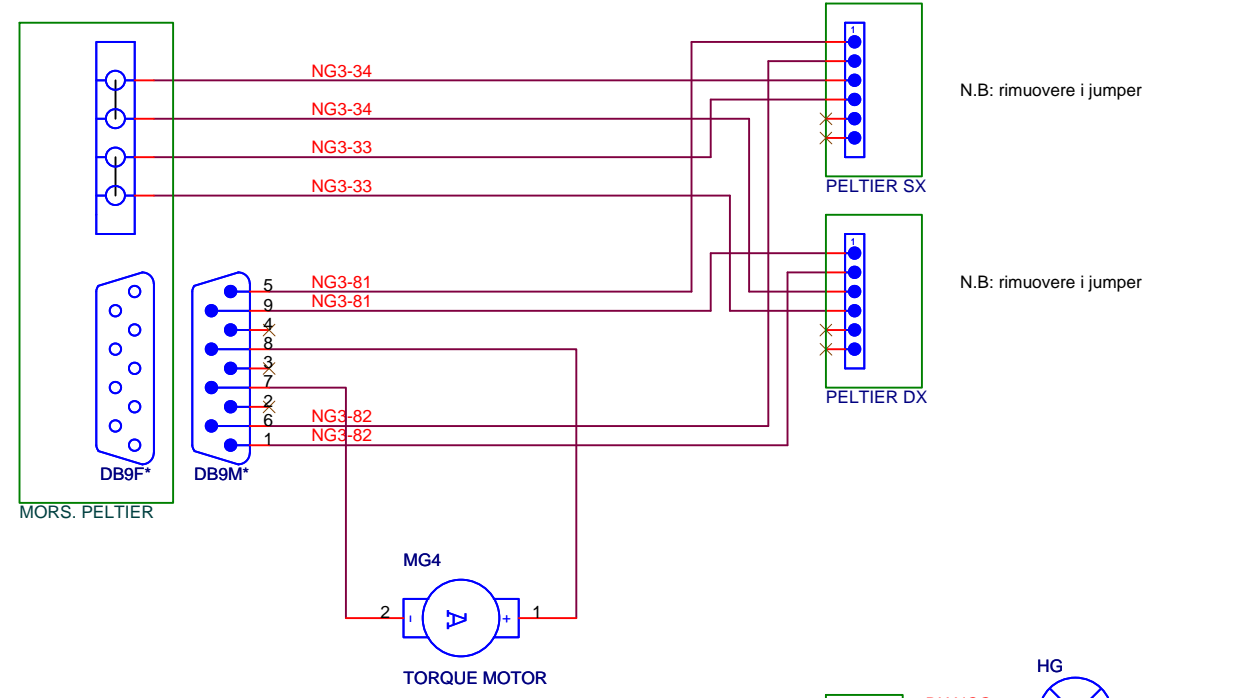 1
NG3-34
N.B: rimuovere i jumper
NG3-34
NG3-33
NG3-33
PELTIER SX
1
5
NG3-81
N.B: rimuovere i jumper
9
NG3-81
4
8
3
7
2
PELTIER DX
6
NG3-82
1
NG3-82
DB9F*
DB9M*
MORS. PELTIER
MG4
2
-
A
+
1
TORQUE MOTOR
HG